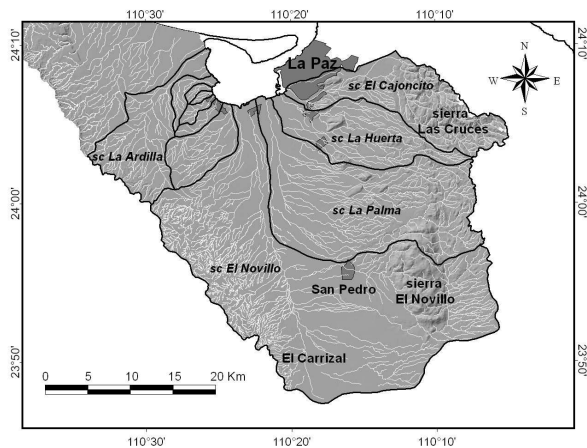 110°30' 110°20' 110°10'
24°10' 24°10'
La Paz
N
W E
S
sc El Cajoncito
sierra
Las Cruces
sc La Huerta
sc La Ardilla
24°00' 24°00'
sc La Palma
sc El Novillo
San Pedro
sierra
El Novillo
El Carrizal
23°50' 23°50'
0 5 10 15 20 Km
110°30' 110°20' 110°10'